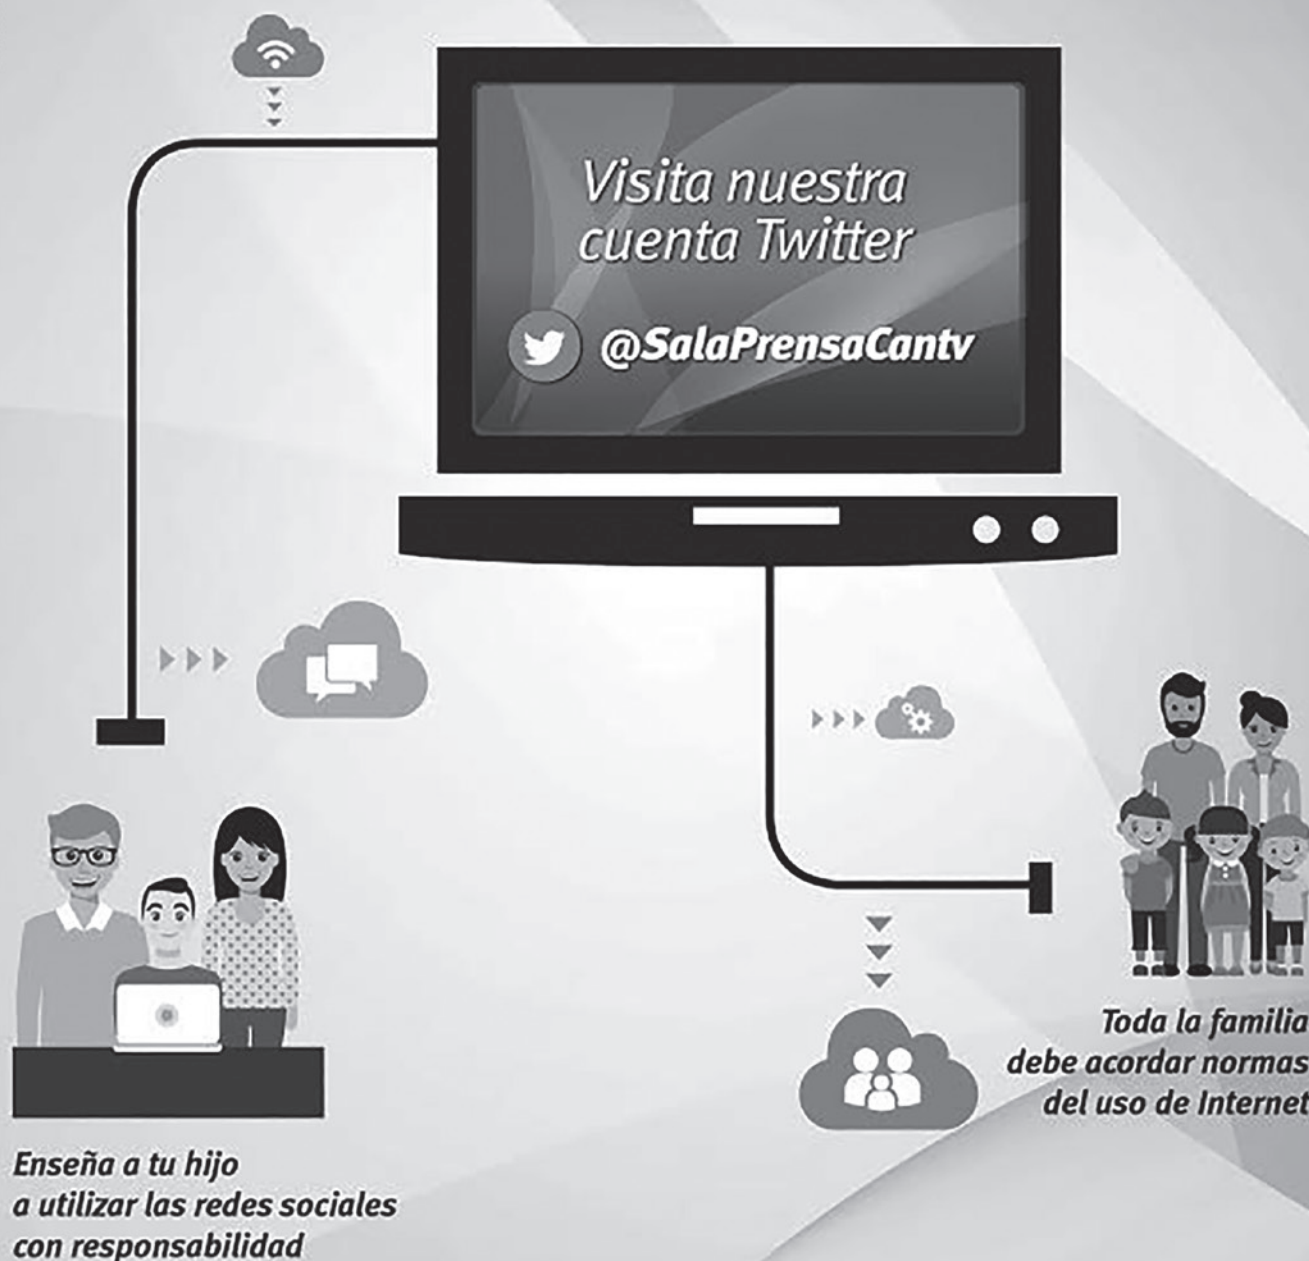 Visita nuestra
cuenta Twitter
@SalaPrensaCantv
Toda la familia
debe acordar normas
del uso de Internet
Enseña a tu hijo
a utilizar las redes sociales
con responsabilidad